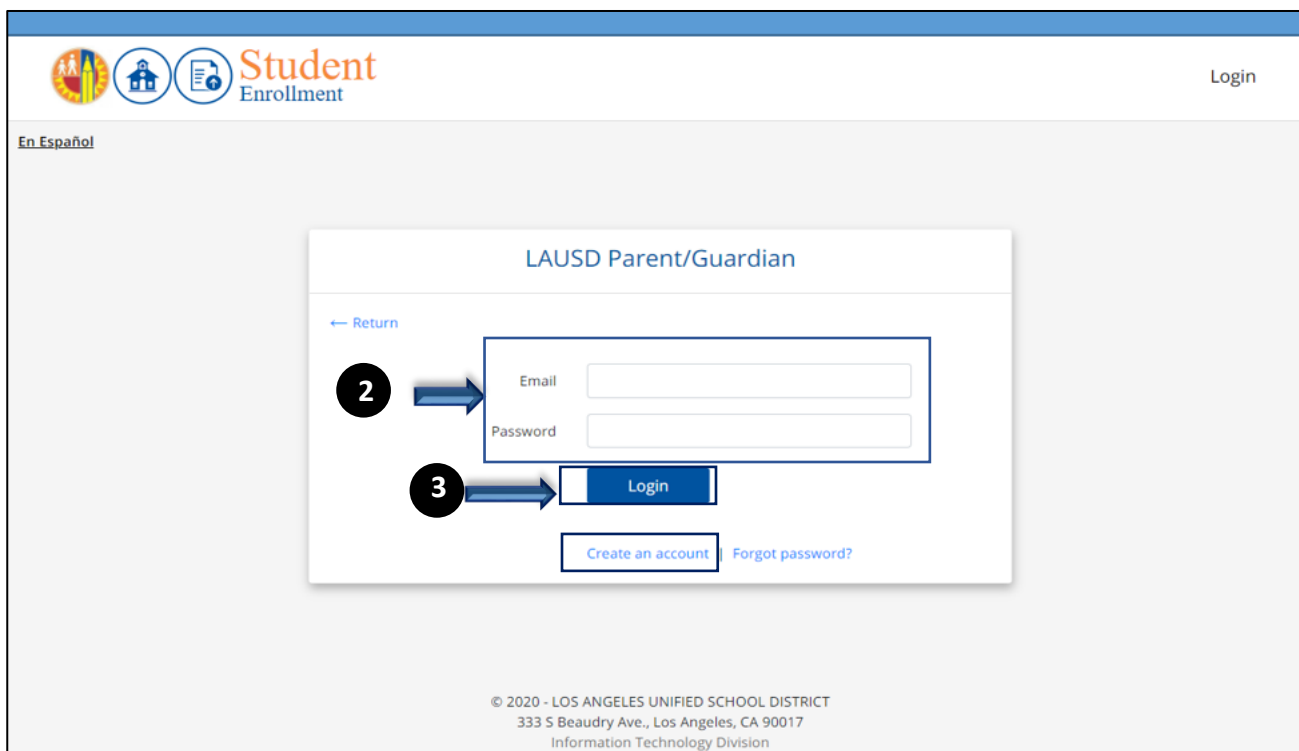 Student
Enrollment
Login
En Español
LAUSD Parent/Guardian
← Return
2
Email
Password
3
Login
Create an account | Forgot password?
© 2020 - LOS ANGELES UNIFIED SCHOOL DISTRICT
333 S Beaudry Ave., Los Angeles, CA 90017
Information Technology Division